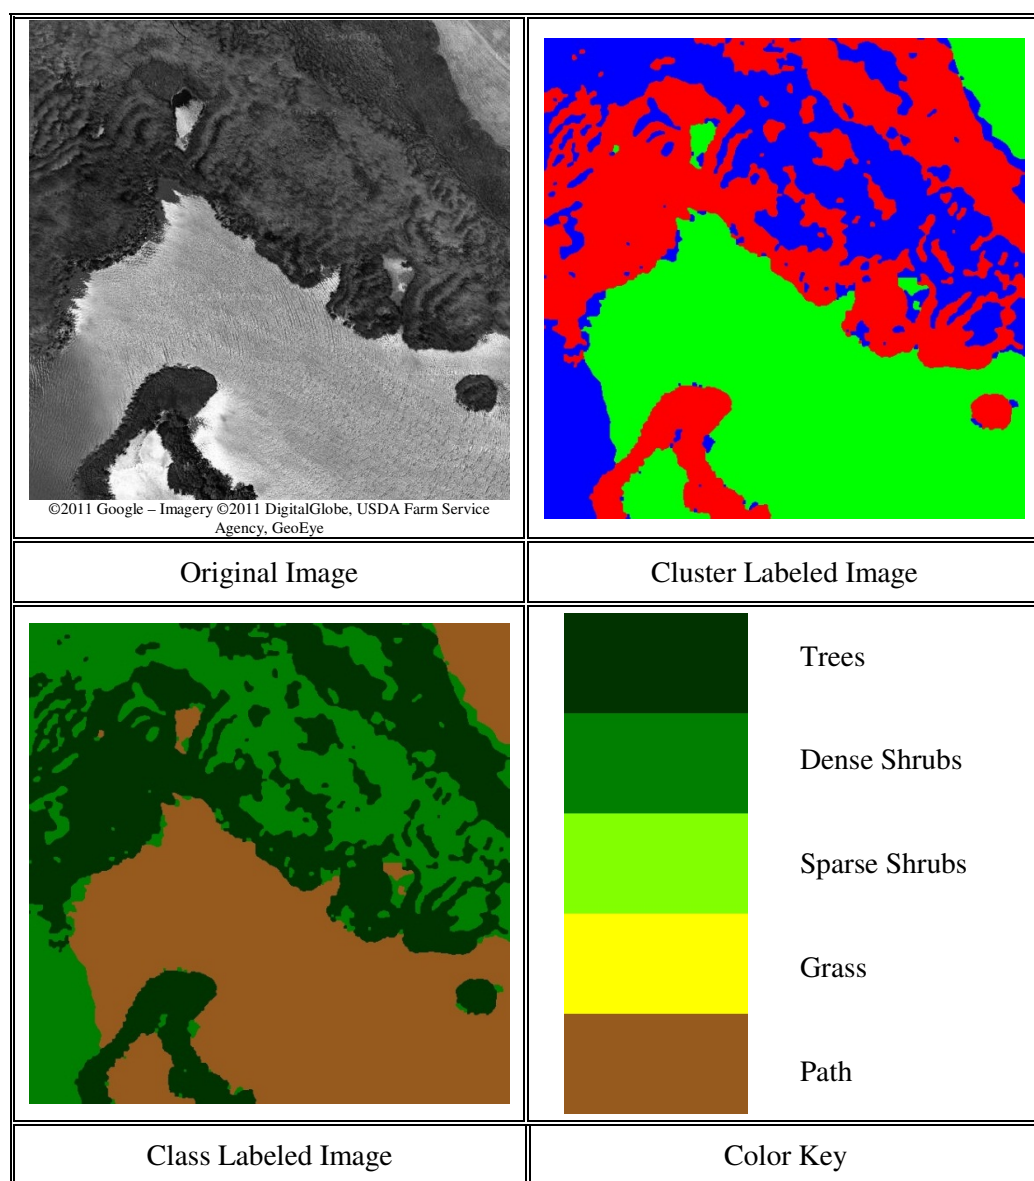 ©2011 Google – Imagery ©2011 DigitalGlobe, USDA Farm Service
Agency, GeoEye
Original Image
Cluster Labeled Image
Trees
Dense Shrubs
Sparse Shrubs
Grass
Path
Class Labeled Image
Color Key